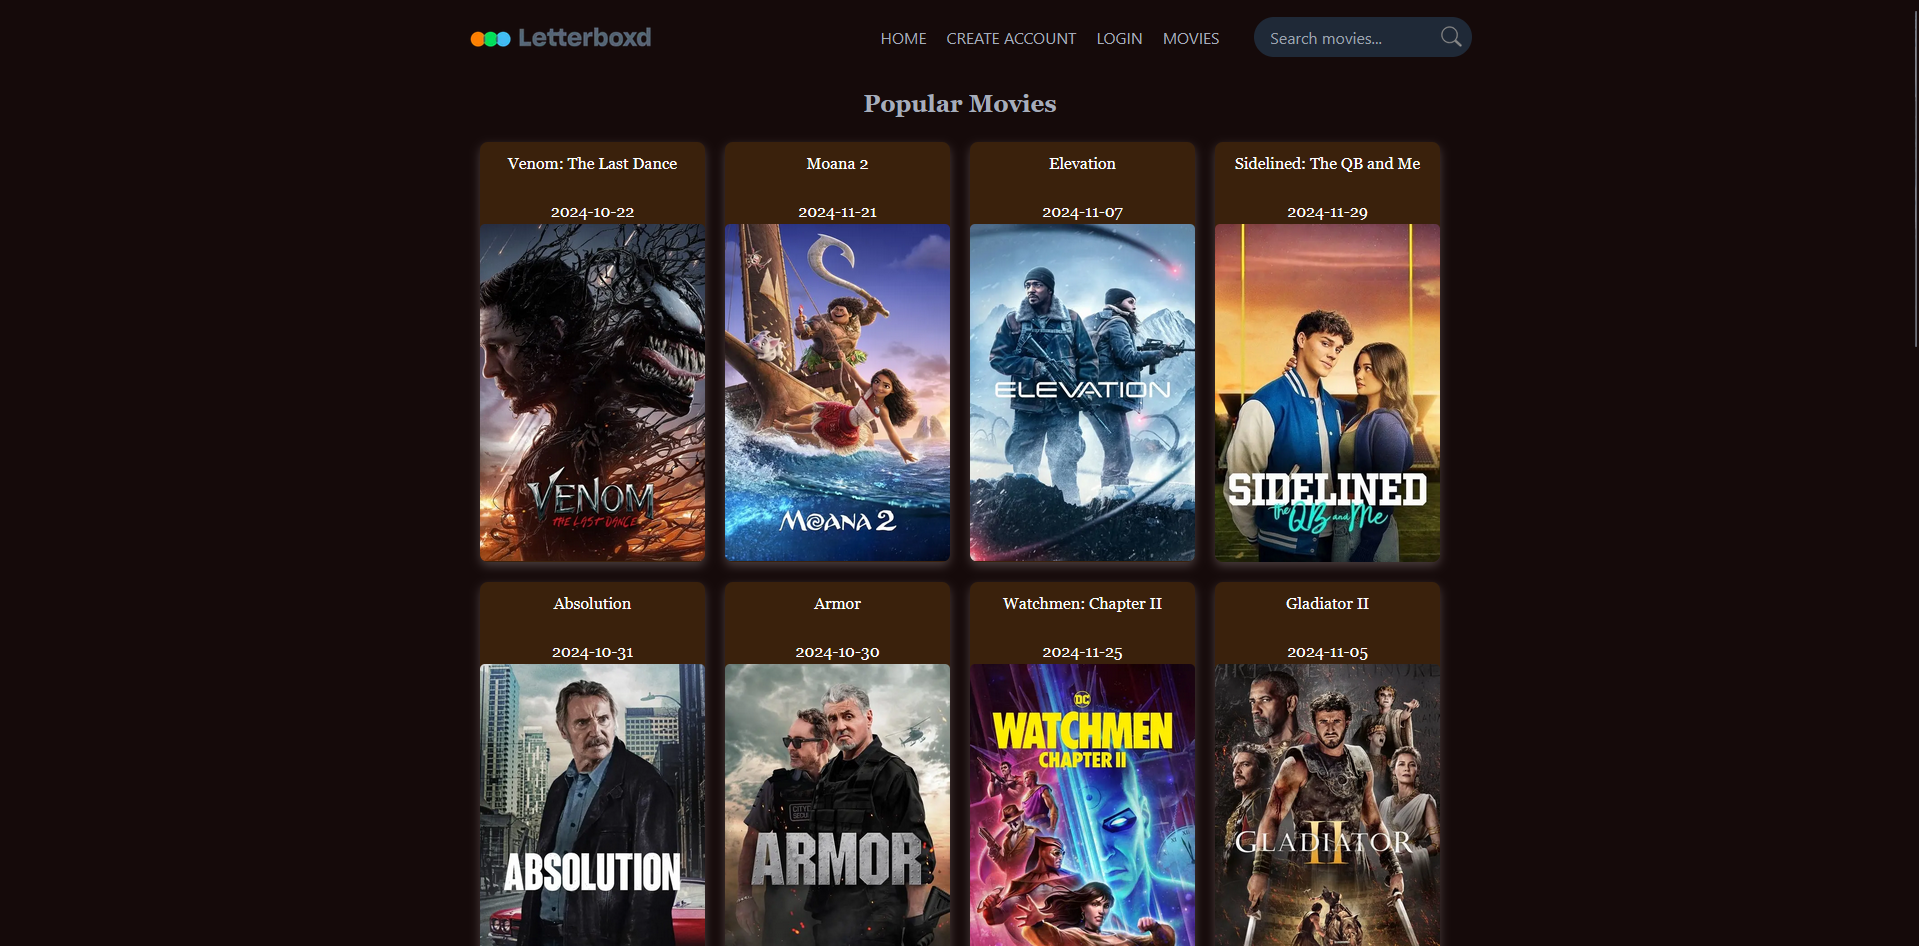 Letterboxd
HOME CREATE ACCOUNT LOGIN MOVIES Search movies...
Popular Movies
Venom: The Last Dance
2024-10-22
VENOM
THE LAST DANCE
Moana 2
2024-11-21
MOANA 2
Elevation
2024-11-07
ELEVATION
Sidelined: The QB and Me
2024-11-29
SIDELINED
the QB and Me
Absolution
2024-10-31
ABSOLUTION
Armor
2024-10-30
ARMOR
Watchmen: Chapter II
2024-11-25
DC
WATCHMEN
CHAPTER II
Gladiator II
2024-11-05
GLADIATOR
II